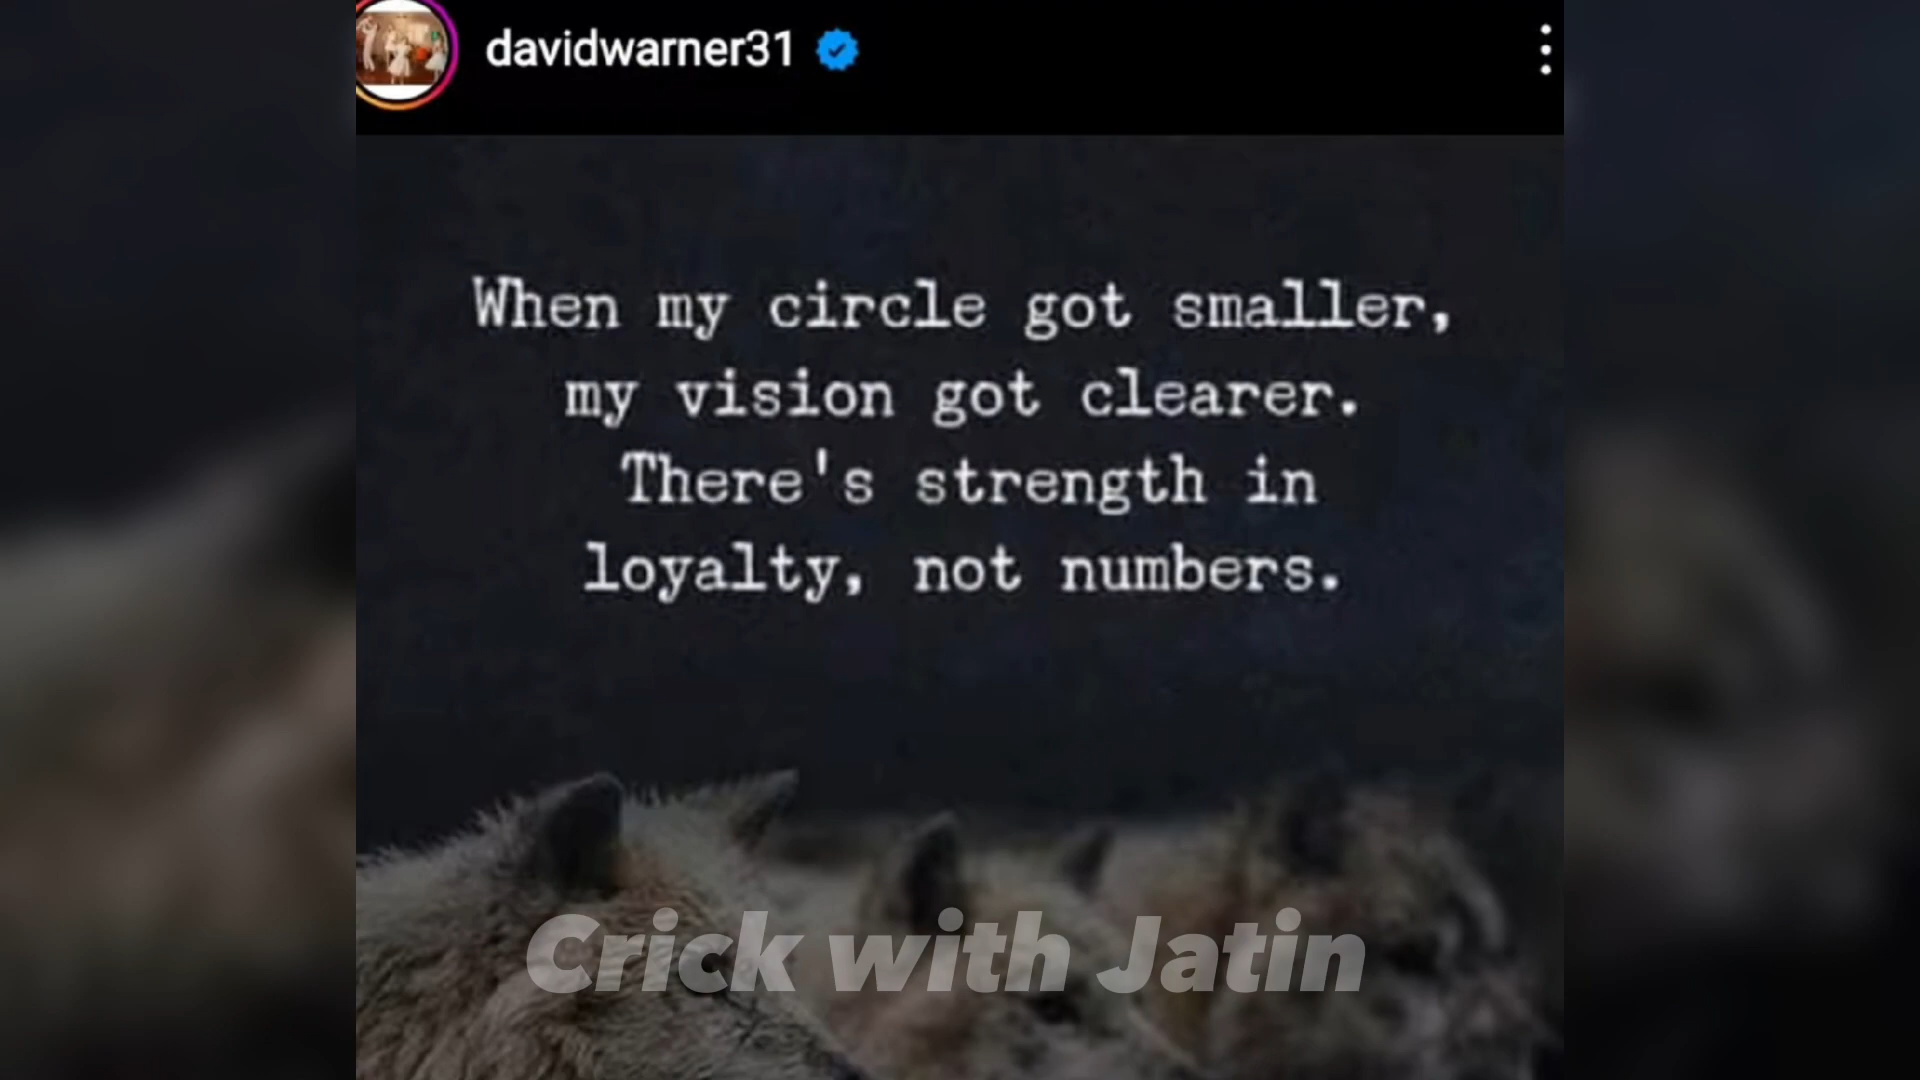 davidwarner31
When my circle got smaller,
my vision got clearer.
There's strength in
loyalty, not numbers.
Crick with Jatin